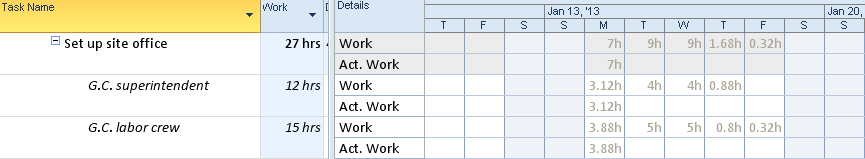 Task Name Work Details Jan 13, '13 Jan 20,
T F S S M T W T F S S
Set up site office 27 hrs Work 7h 9h 9h 1.68h 0.32h
Act. Work 7h
G.C. superintendent 12 hrs Work 3.12h 4h 4h 0.88h
Act. Work 3.12h
G.C. labor crew 15 hrs Work 3.88h 5h 5h 0.8h 0.32h
Act. Work 3.88h